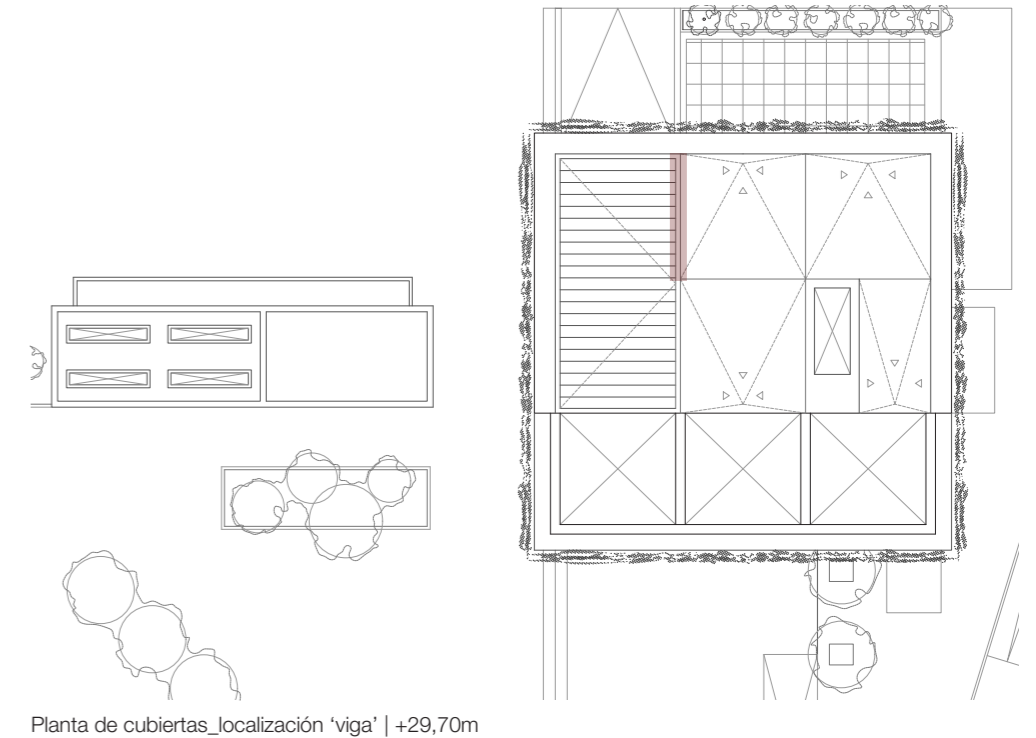 Planta de cubiertas_localización ‘viga’ | +29,70m